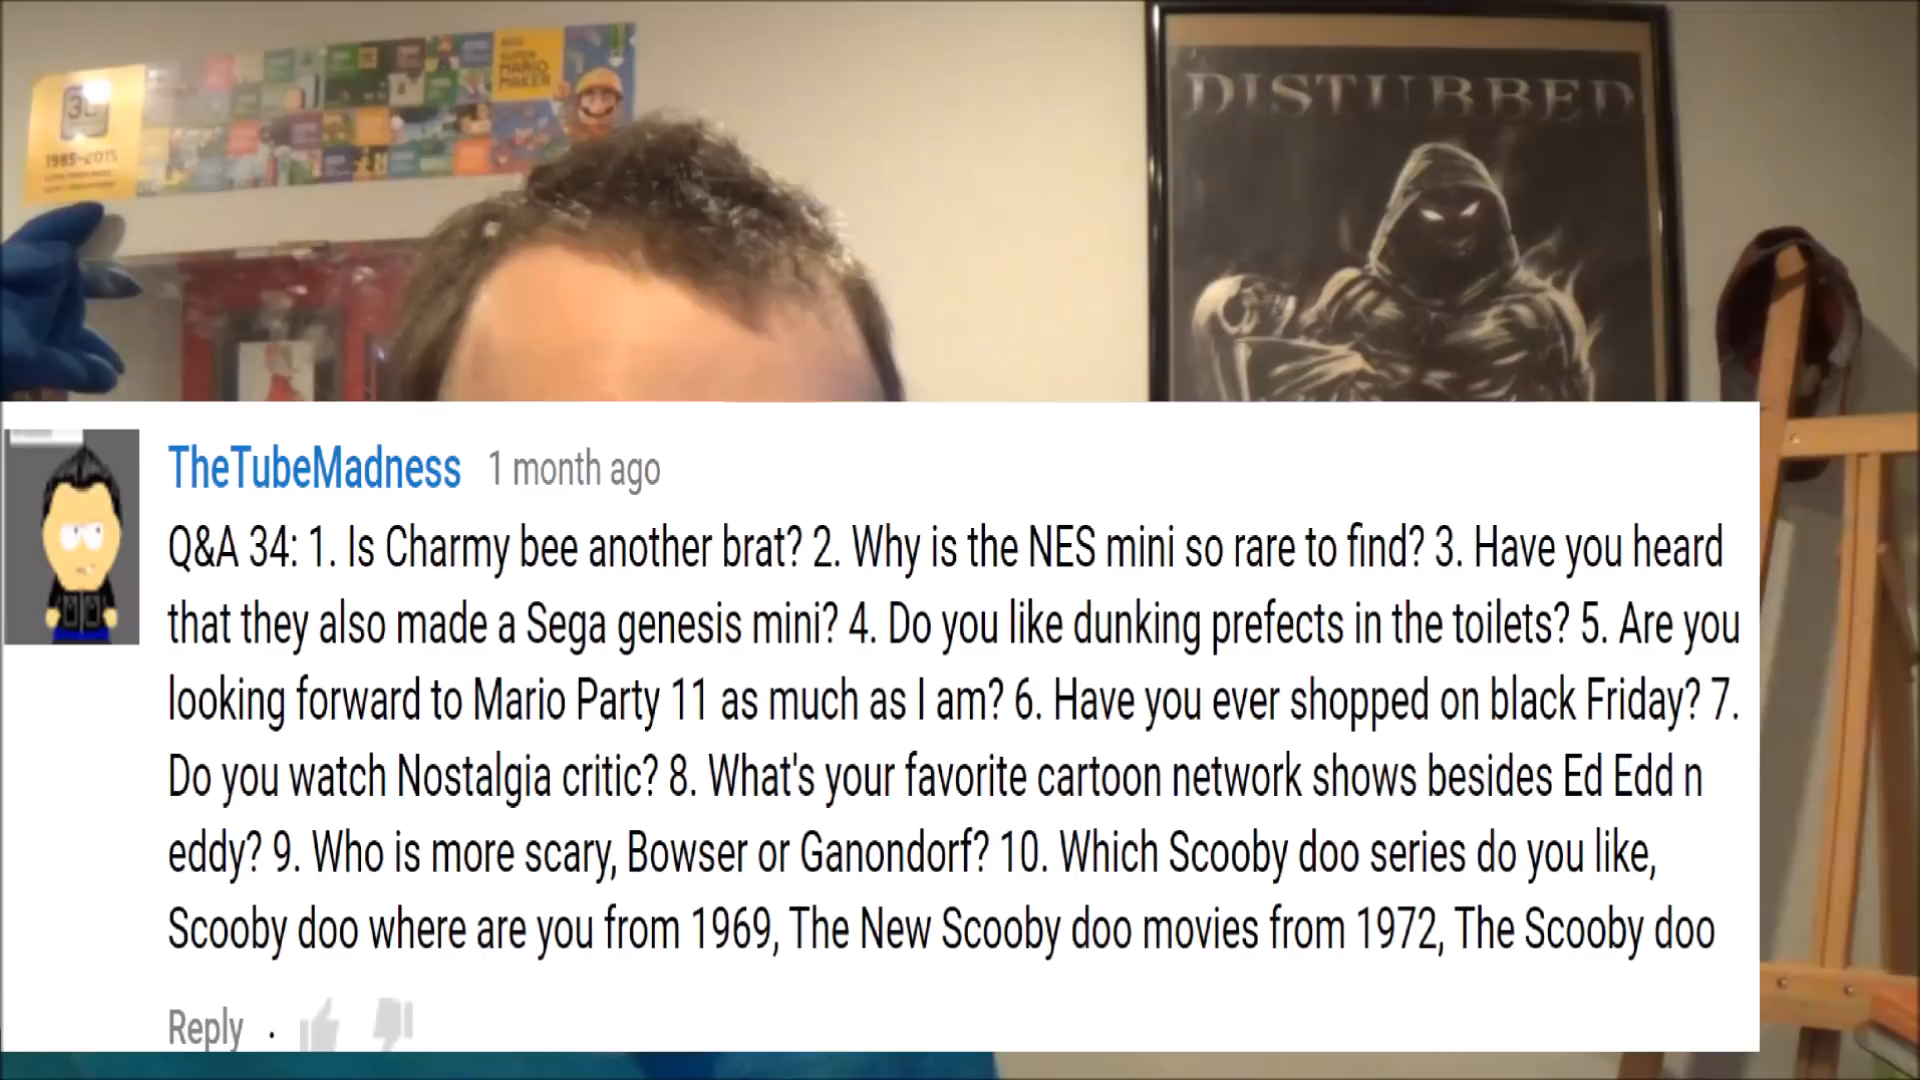 30
1985-2015
SUPER
MARIO
MAKER
DISTURBED
TheTubeMadness 1 month ago
Q&A 34: 1. Is Charmy bee another brat? 2. Why is the NES mini so rare to find? 3. Have you heard
that they also made a Sega genesis mini? 4. Do you like dunking prefects in the toilets? 5. Are you
looking forward to Mario Party 11 as much as I am? 6. Have you ever shopped on black Friday? 7.
Do you watch Nostalgia critic? 8. What's your favorite cartoon network shows besides Ed Edd n
eddy? 9. Who is more scary, Bowser or Ganondorf? 10. Which Scooby doo series do you like,
Scooby doo where are you from 1969, The New Scooby doo movies from 1972, The Scooby doo
Reply .